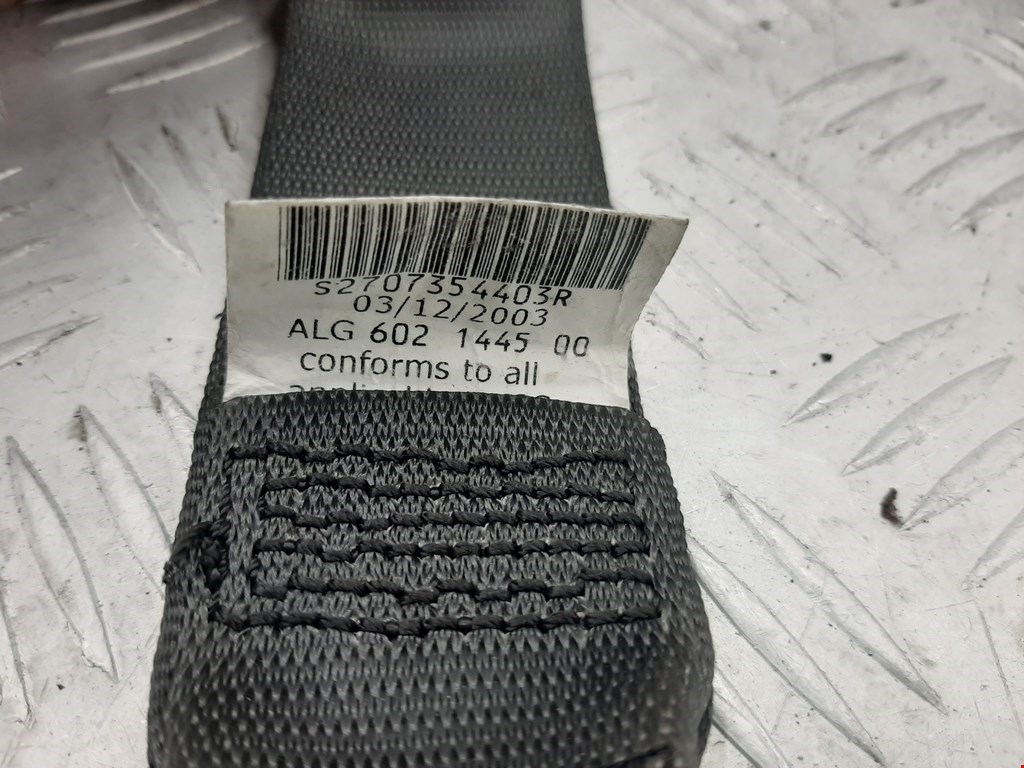 S2707354403R
03/12/2003
ALG 602 1445 00
conforms to all